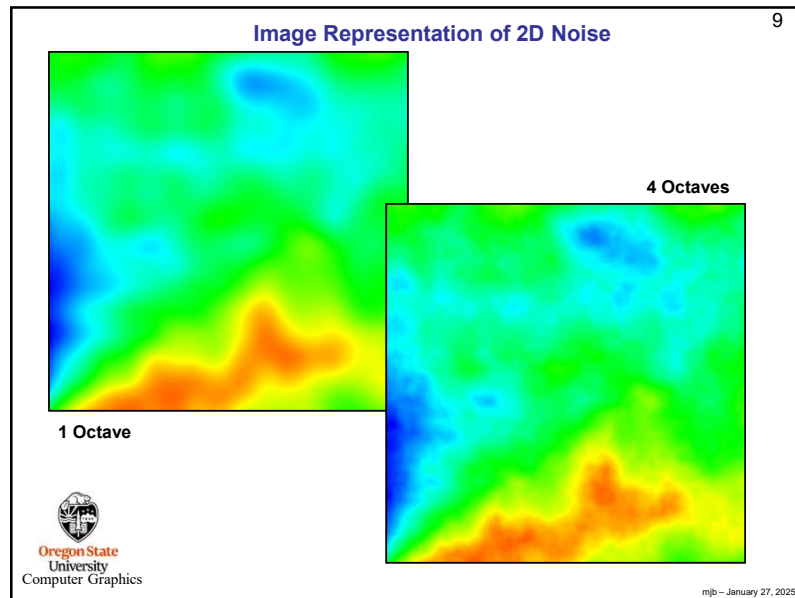 9
Image Representation of 2D Noise
4 Octaves
1 Octave
Oregon State
University
Computer Graphics
mjb – January 27, 2025